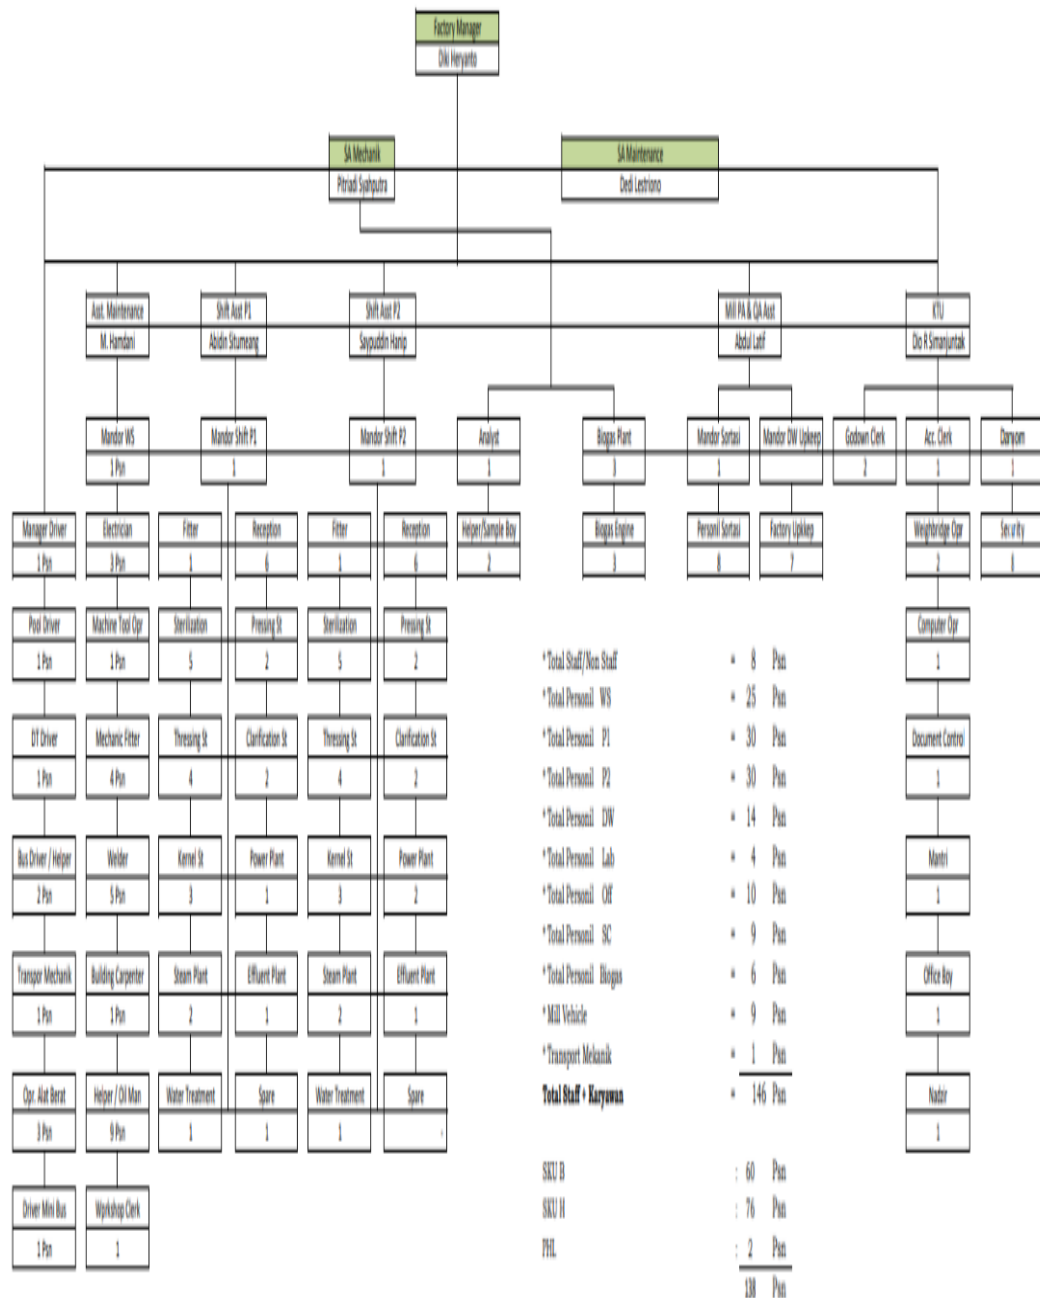 Factory Manager
Diki Heryanto
SA Mechanik
Pitriadi Syahputra
SA Maintenance
Dedi Lestriono
Asst. Maintenance
M. Hamdani
Shift Asst P1
Abidin Situmeang
Shift Asst P2
Saypuddin Hanip
Mill PA & QA Asst
Abdul Latif
KTU
Dio R Simanjuntak
Mandor WS
1 Psn
Mandor Shift P1
1
Mandor Shift P2
1
Analyst
1
Biogas Plant
3
Mandor Sortasi
1
Mandor DW Upkeep
Godown Clerk
2
Acc. Clerk
1
Danyom
1
Manager Driver
1 Psn
Electrician
3 Psn
Fitter
1
Reception
6
Fitter
1
Reception
6
Helper/Sample Boy
2
Biogas Engine
3
Personil Sortasi
8
Factory Upkkep
7
Weighbridge Opr
2
Security
8
Pool Driver
1 Psn
Machine Tool Opr
1 Psn
Sterilization
5
Pressing St
2
Sterilization
5
Pressing St
2
Computer Opr
1
DT Driver
1 Psn
Mechanic Fitter
4 Psn
Thressing St
4
Clarification St
2
Thressing St
4
Clarification St
2
Document Control
1
Bus Driver / Helper
2 Psn
Welder
5 Psn
Kernel St
3
Power Plant
1
Kernel St
3
Power Plant
2
Mantri
1
Transpor Mechanik
1 Psn
Building Carpenter
1 Psn
Steam Plant
2
Effluent Plant
1
Steam Plant
2
Effluent Plant
1
Office Boy
1
Opr. Alat Berat
3 Psn
Helper / Oil Man
9 Psn
Water Treatment
1
Spare
1
Water Treatment
1
Spare
-
Nadzir
1
Driver Mini Bus
1 Psn
Wprkshop Clerk
1
* Total Staff/Non Staff = 8 Psn
* Total Personil WS = 25 Psn
* Total Personil P1 = 30 Psn
* Total Personil P2 = 30 Psn
* Total Personil DW = 14 Psn
* Total Personil Lab = 4 Psn
* Total Personil Off = 10 Psn
* Total Personil SC = 9 Psn
* Total Personil Biogas = 6 Psn
* Mill Vehicle = 9 Psn
* Transport Mekanik = 1 Psn
Total Staff + Karyawan = 146 Psn
SKU B : 60 Psn
SKU H : 76 Psn
PHL : 2 Psn
138 Psn